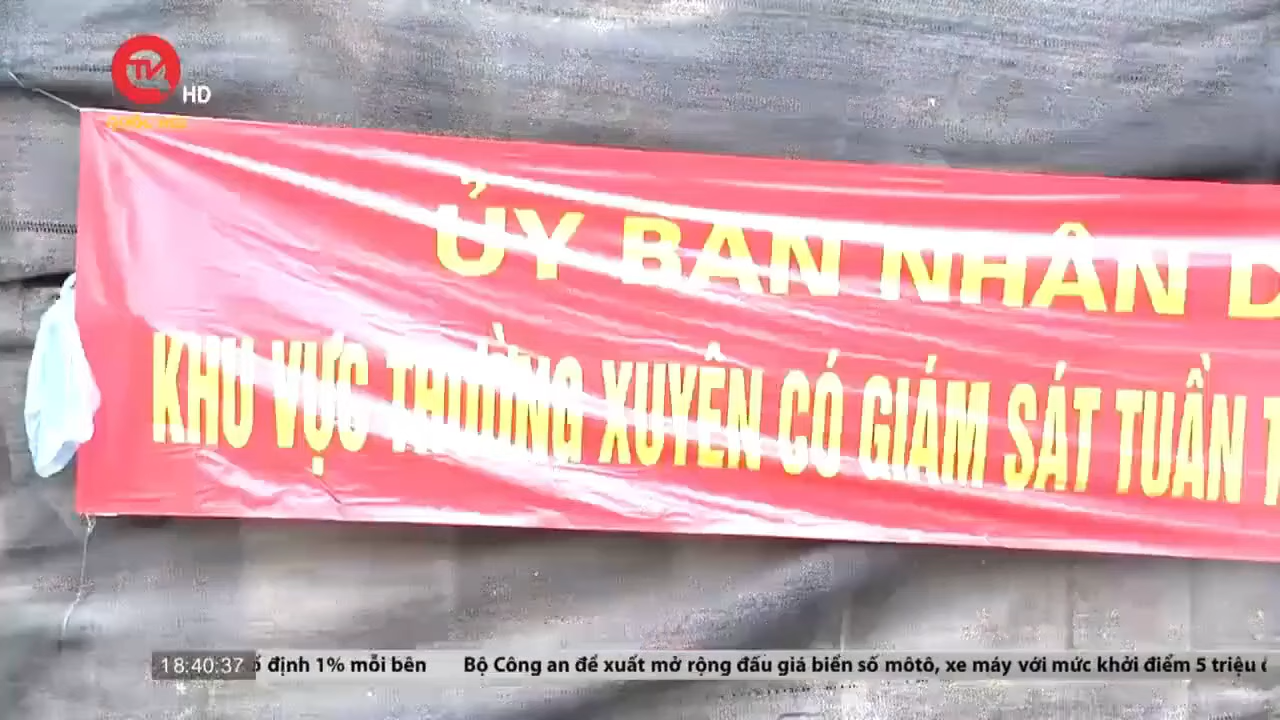 TV
HD
ỦY BAN NHÂN D
KHU VỰC THƯỜNG XUYÊN CÓ GIÁM SÁT TUẦN T
18:40:37 ố định 1% mỗi bên Bộ Công an đề xuất mở rộng đấu giá biển số môtô, xe máy với mức khởi điểm 5 triệu đ